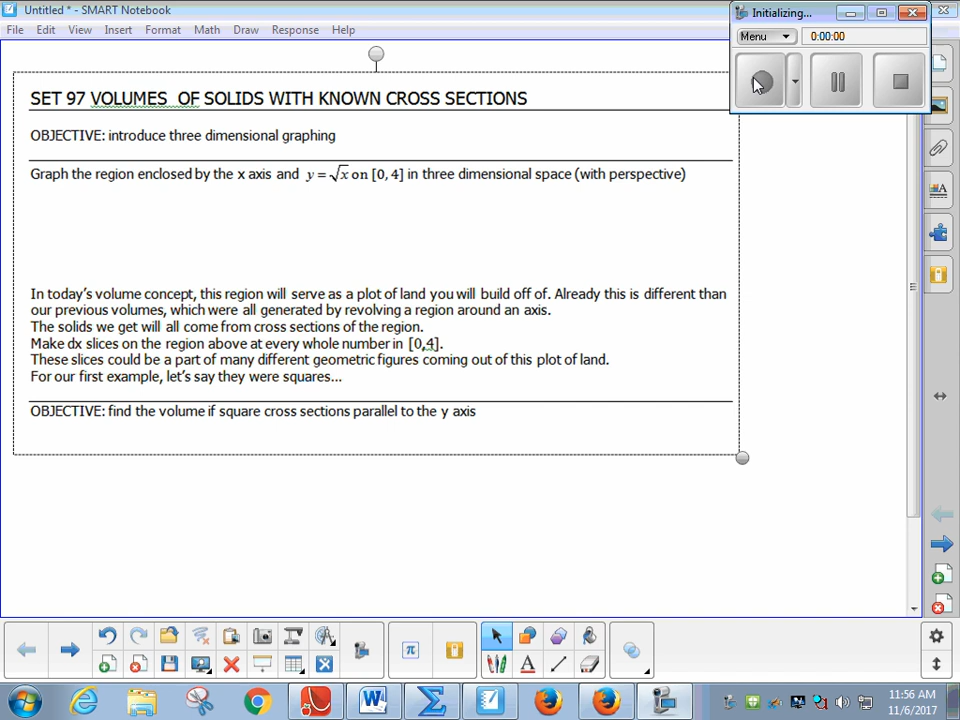 Untitled * - SMART Notebook
Initializing...
File Edit View Insert Format Math Draw Response Help
Menu 0:00:00
SET 97 VOLUMES OF SOLIDS WITH KNOWN CROSS SECTIONS
OBJECTIVE: introduce three dimensional graphing
Graph the region enclosed by the x axis and y = √x on [0, 4] in three dimensional space (with perspective)
In today's volume concept, this region will serve as a plot of land you will build off of. Already this is different than
our previous volumes, which were all generated by revolving a region around an axis.
The solids we get will all come from cross sections of the region.
Make dx slices on the region above at every whole number in [0,4].
These slices could be a part of many different geometric figures coming out of this plot of land.
For our first example, let's say they were squares...
OBJECTIVE: find the volume if square cross sections parallel to the y axis
11:56 AM
11/6/2017